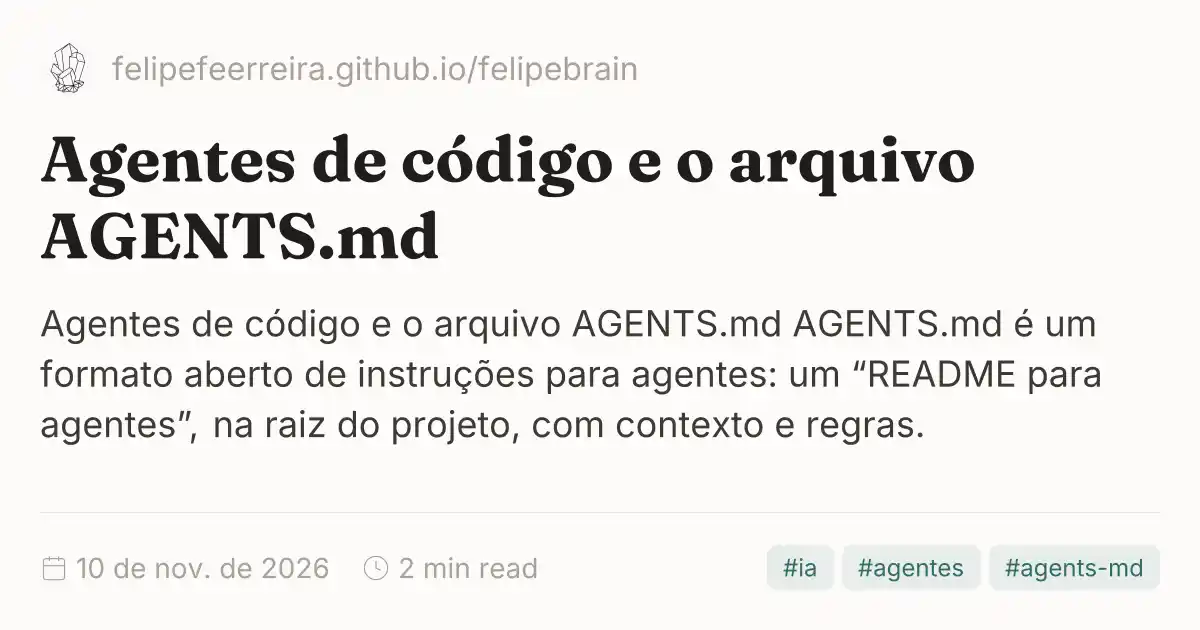 felipefeerreira.github.io/felipebrain
Agentes de código e o arquivo
AGENTS.md
Agentes de código e o arquivo AGENTS.md AGENTS.md é um
formato aberto de instruções para agentes: um “README para
agentes”, na raiz do projeto, com contexto e regras.
10 de nov. de 2026 2 min read #ia #agentes #agents-md